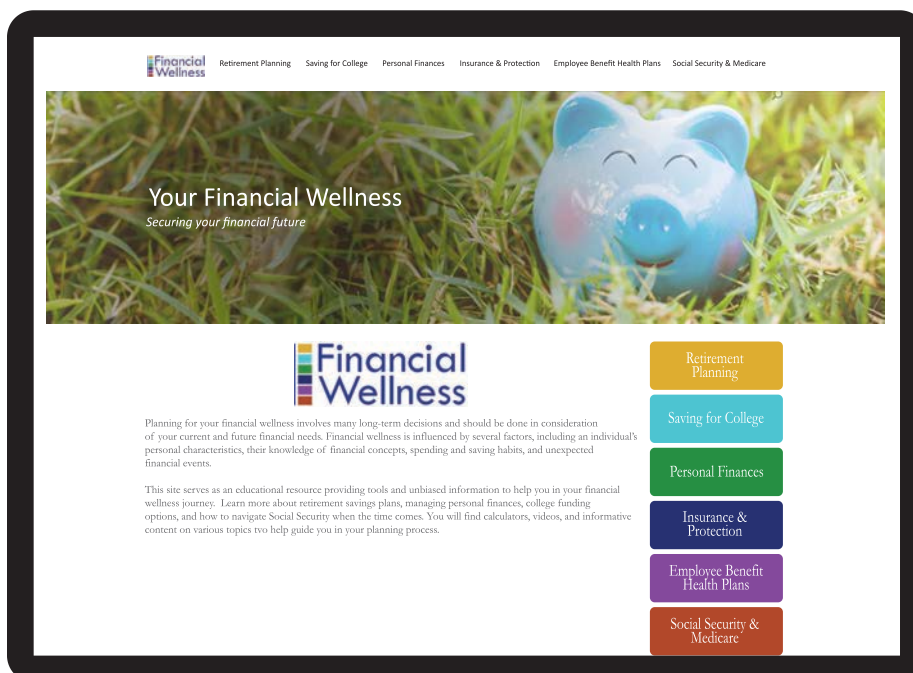 Financial
Wellness
Retirement Planning Saving for College Personal Finances Insurance & Protection Employee Benefit Health Plans Social Security & Medicare
Your Financial Wellness
Securing your financial future
Financial
Wellness
Planning for your financial wellness involves many long-term decisions and should be done in consideration
of your current and future financial needs. Financial wellness is influenced by several factors, including an individual's
personal characteristics, their knowledge of financial concepts, spending and saving habits, and unexpected
financial events.
This site serves as an educational resource providing tools and unbiased information to help you in your financial
wellness journey. Learn more about retirement savings plans, managing personal finances, college funding
options, and how to navigate Social Security when the time comes. You will find calculators, videos, and informative
content on various topics tvo help guide you in your planning process.
Retirement
Planning
Saving for College
Personal Finances
Insurance &
Protection
Employee Benefit
Health Plans
Social Security &
Medicare